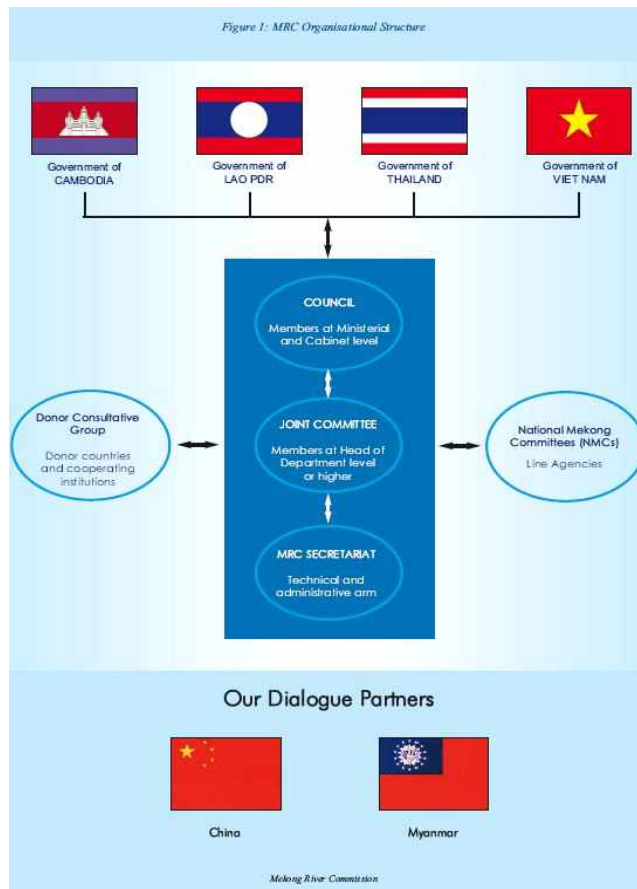 Figure 1: MRC Organisational Structure
Government of
CAMBODIA
Government of
LAO PDR
Government of
THAILAND
Government of
VIET NAM
COUNCIL
Members at Ministerial
and Cabinet level
Donor Consultative
Group
Donor countries
and cooperating
institutions
JOINT COMMITTEE
Members at Head of
Department level
or higher
National Mekong
Committees (NMCs)
Line Agencies
MRC SECRETARIAT
Technical and
administrative arm
Our Dialogue Partners
China
Myanmar
Mekong River Commission